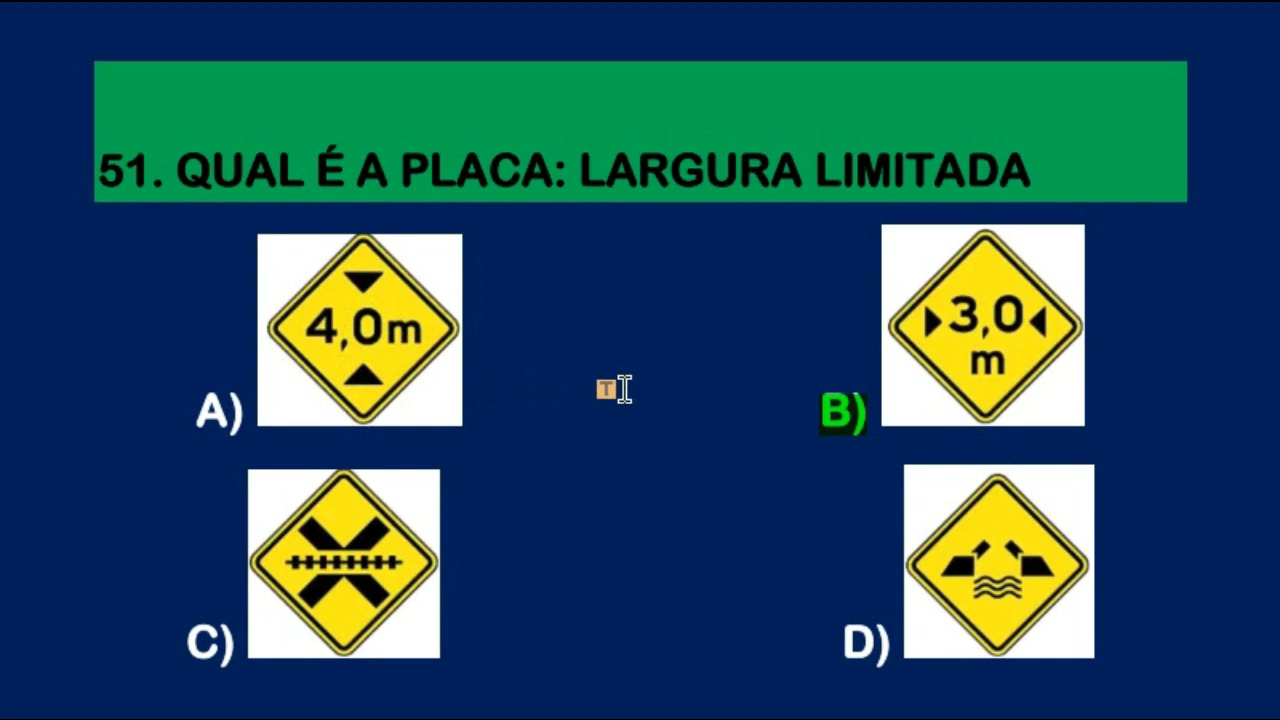 51. QUAL É A PLACA: LARGURA LIMITADA
4,0m
A)
3,0
m
B)
C)
D)
T